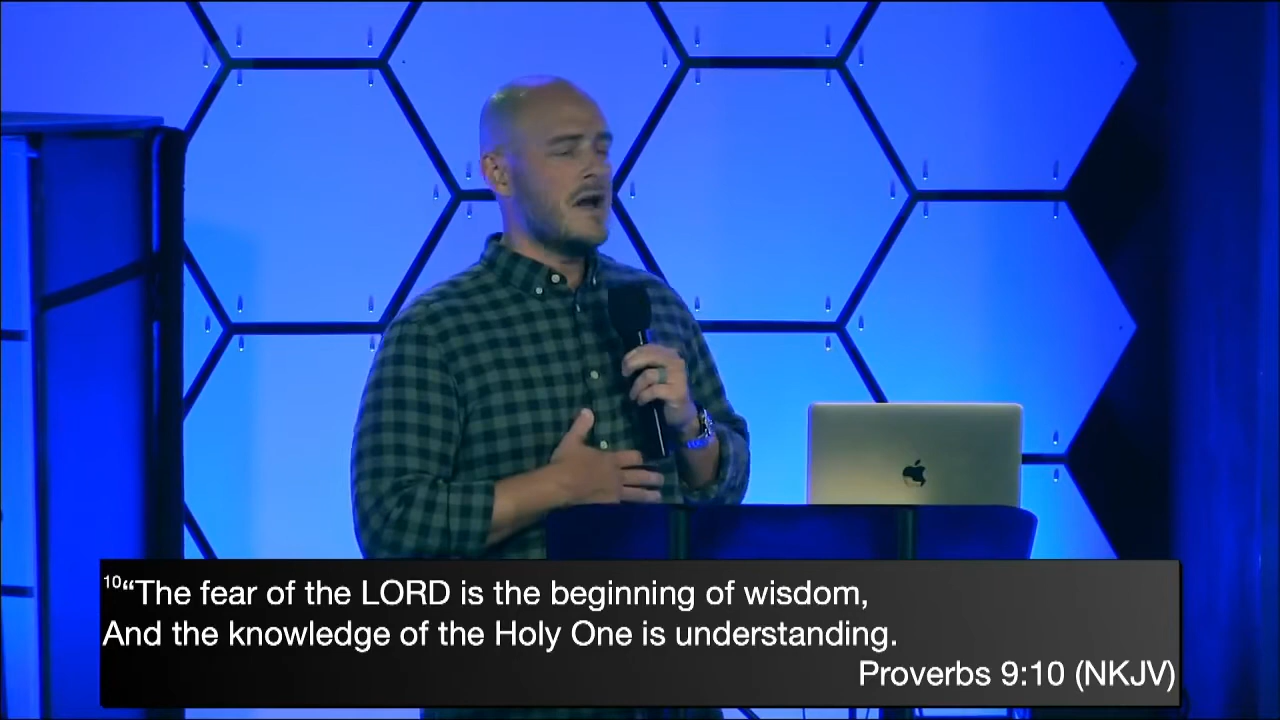 10“The fear of the LORD is the beginning of wisdom,
And the knowledge of the Holy One is understanding.
Proverbs 9:10 (NKJV)